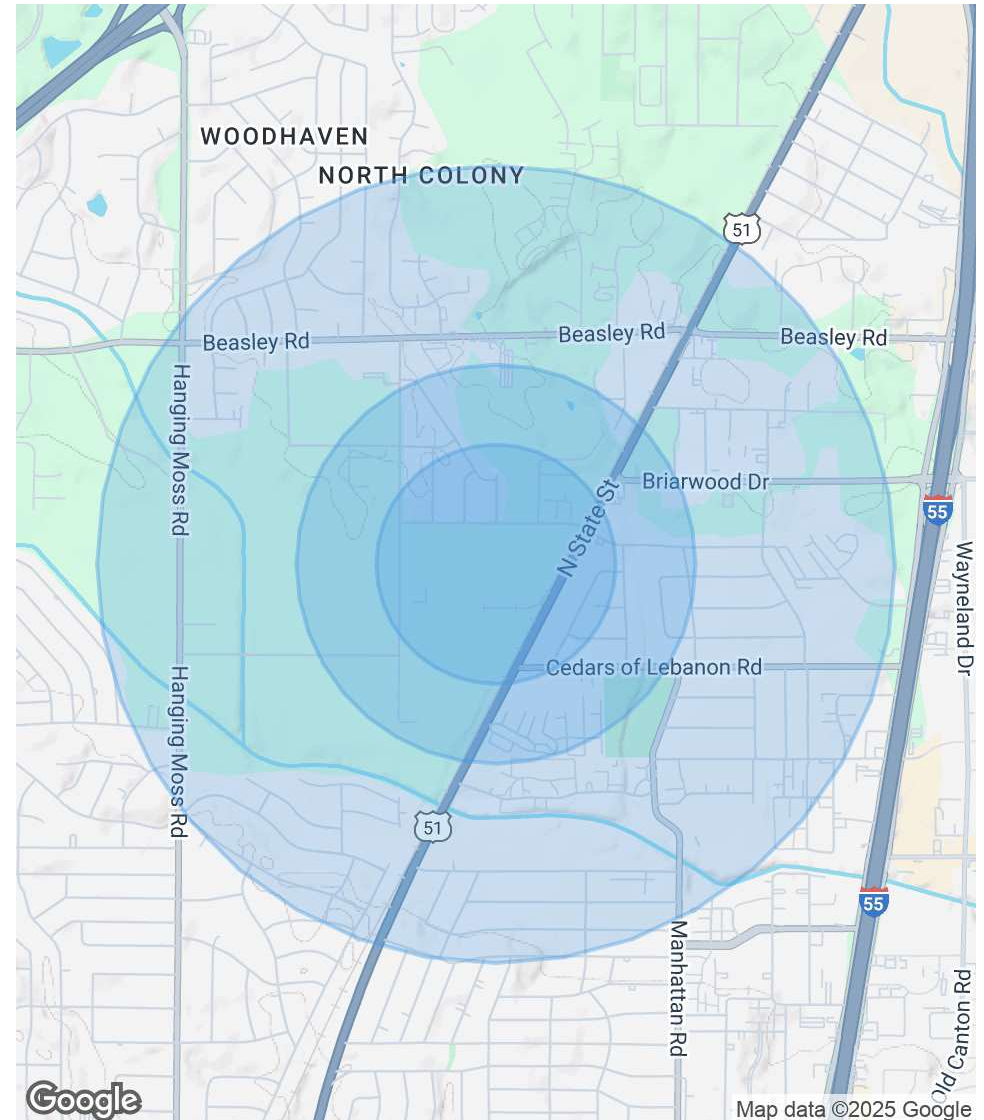 WOODHAVEN
NORTH COLONY
51
Beasley Rd
Beasley Rd
Beasley Rd
Hanging Moss Rd
Briarwood Dr
N State St
55
Wayneland Dr
Cedars of Lebanon Rd
Hanging Moss Rd
51
55
Manhattan Rd
Old Canton Rd
Google
Map data ©2025 Google